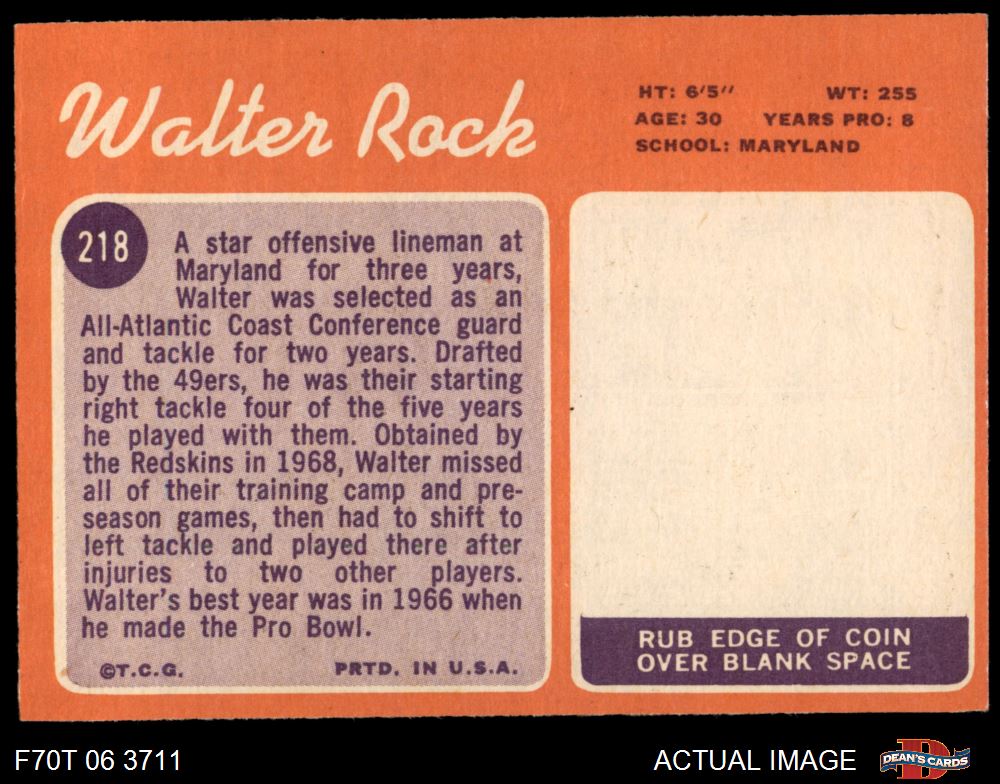 Walter Rock
HT: 6'5" WT: 255
AGE: 30 YEARS PRO: 8
SCHOOL: MARYLAND
218
A star offensive lineman at
Maryland for three years,
Walter was selected as an
All-Atlantic Coast Conference guard
and tackle for two years. Drafted
by the 49ers, he was their starting
right tackle four of the five years
he played with them. Obtained by
the Redskins in 1968, Walter missed
all of their training camp and pre-
season games, then had to shift to
left tackle and played there after
injuries to two other players.
Walter's best year was in 1966 when
he made the Pro Bowl.
©T.C.G. PRTD. IN U.S.A.
RUB EDGE OF COIN
OVER BLANK SPACE
F70T 06 3711
ACTUAL IMAGE
D
DEAN'S CARDS